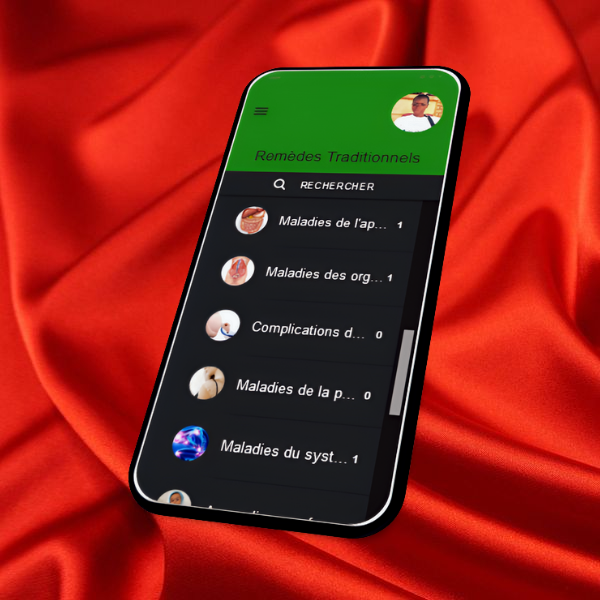 Remèdes Traditionnels
RECHERCHER
Maladies de l'ap... 1
Maladies des org... 1
Complications d... 0
Maladies de la p... 0
Maladies du syst... 1